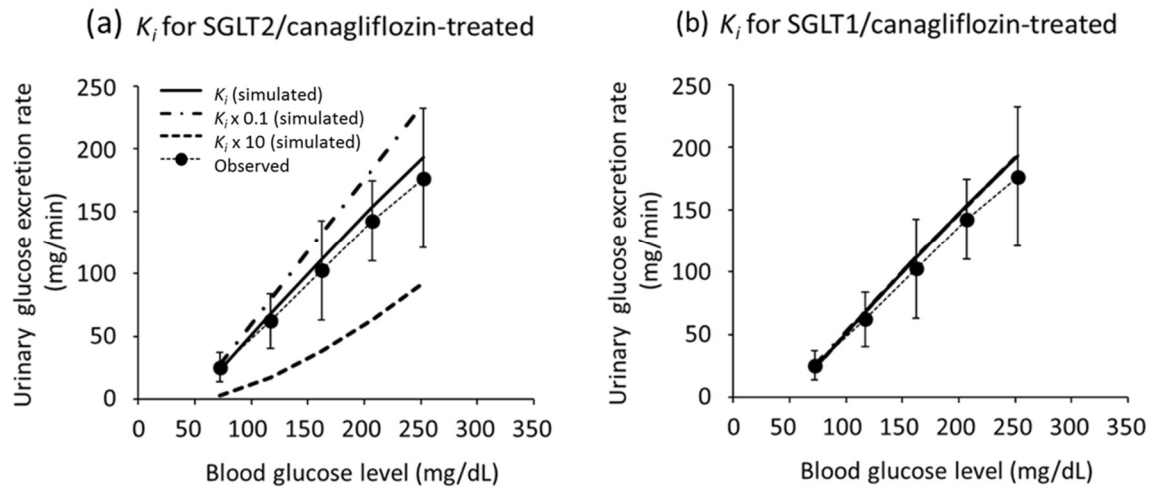 (a) Ki for SGLT2/canagliflozin-treated
250
200
150
100
50
0
Urinary glucose excretion rate
(mg/min)
Ki (simulated)
Ki x 0.1 (simulated)
Ki x 10 (simulated)
Observed
0 50 100 150 200 250 300 350
Blood glucose level (mg/dL)
(b) Ki for SGLT1/canagliflozin-treated
250
200
150
100
50
0
Urinary glucose excretion rate
(mg/min)
0 50 100 150 200 250 300 350
Blood glucose level (mg/dL)